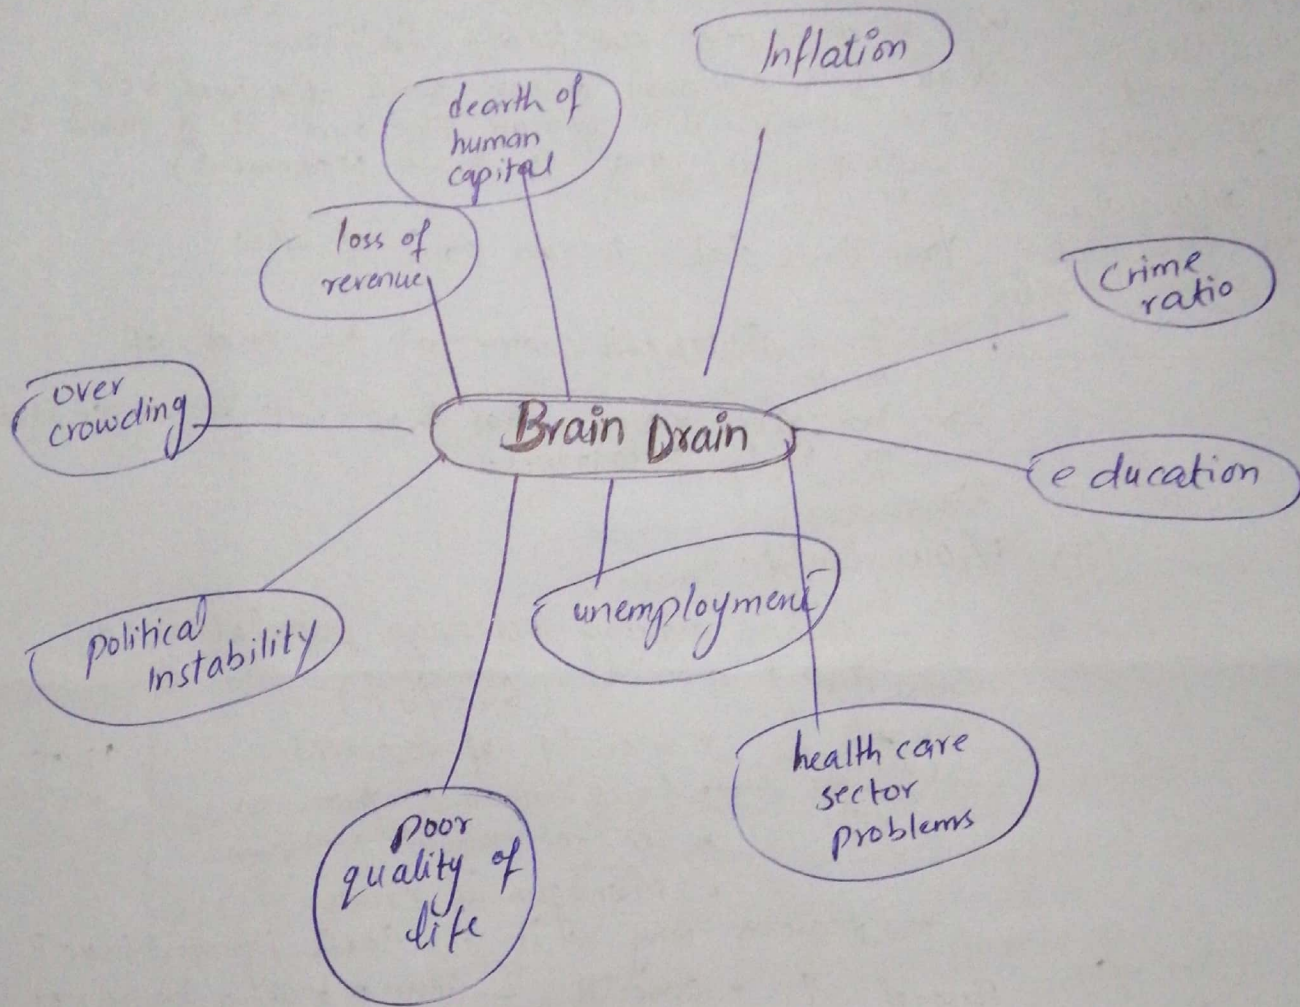 Inflation
dearth of
human
capital
loss of
revenue
Crime
ratio
over
crowding
Brain Drain
education
political
instability
unemployment
health care
sector
problems
poor
quality of
life